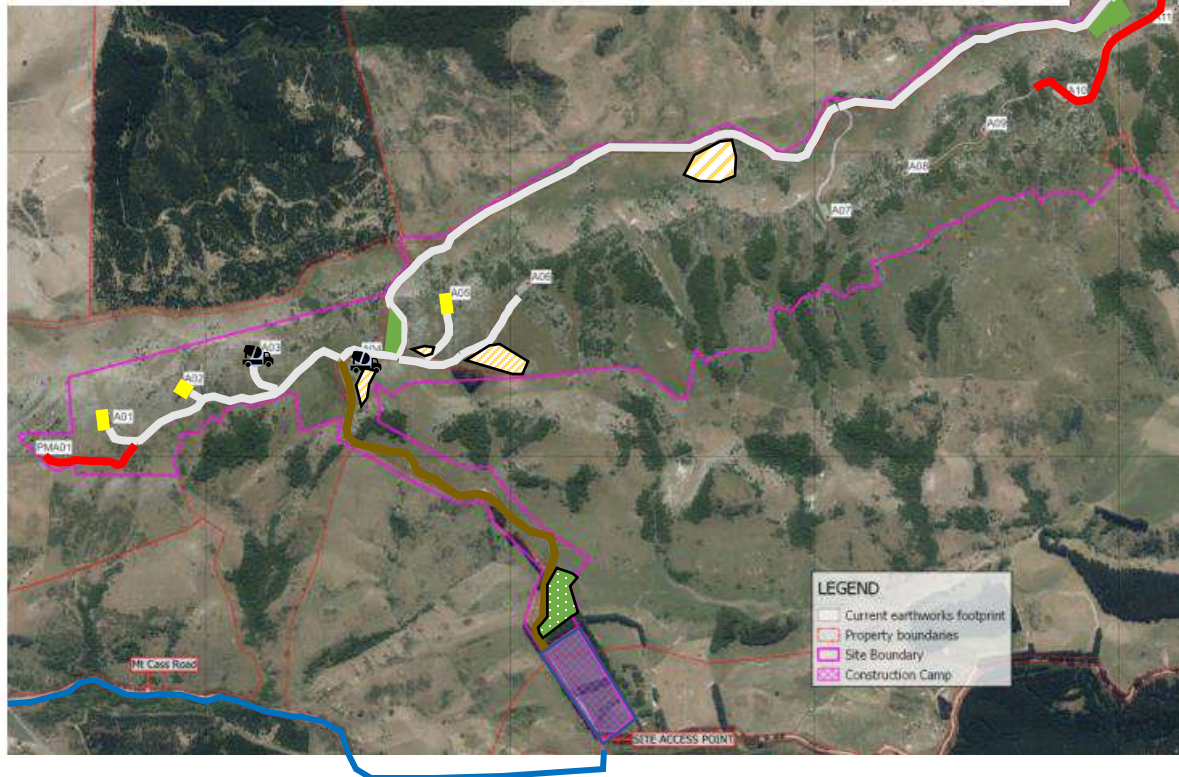 A11
A10
A09
A08
A07
A06
A05
A03
A04
A02
A01
PMA01
LEGEND
Current earthworks footprint
Property boundaries
Site Boundary
Construction Camp
Mt Cass Road
SITE ACCESS POINT